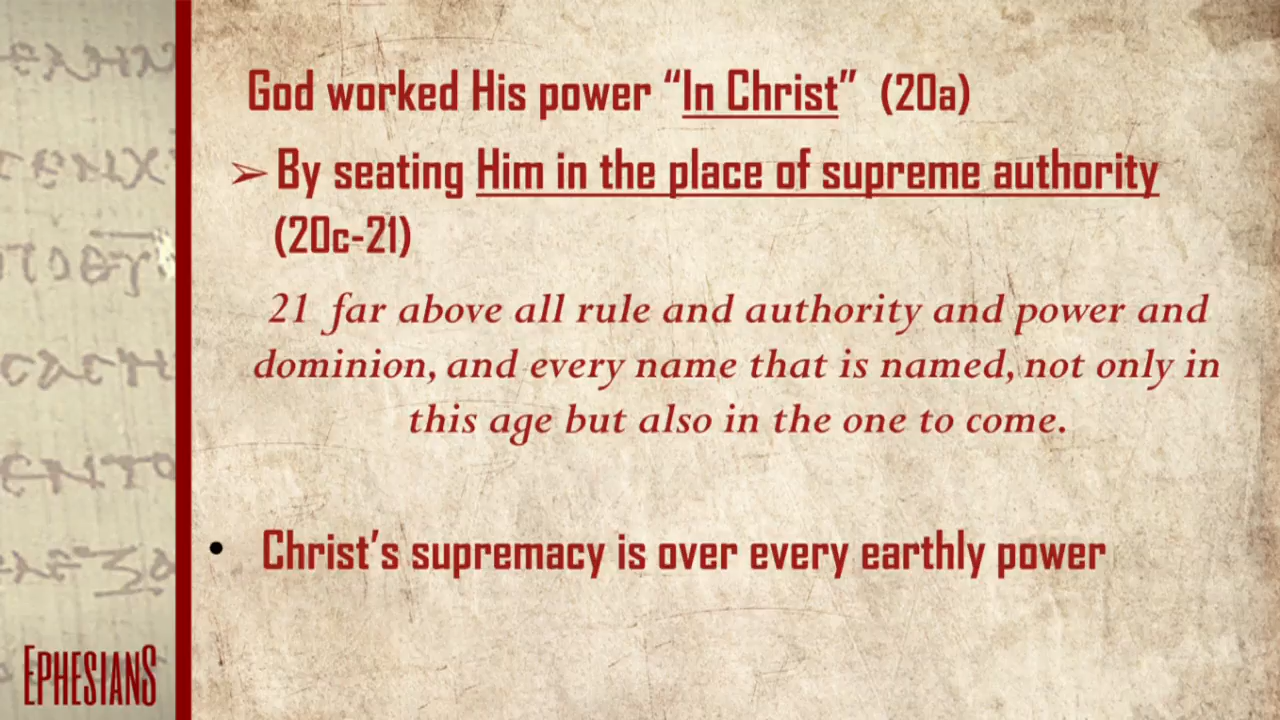 God worked His power “In Christ” (20a)
➢ By seating Him in the place of supreme authority
(20c-21)
21 far above all rule and authority and power and
dominion, and every name that is named, not only in
this age but also in the one to come.
• Christ’s supremacy is over every earthly power
EPHESIANS